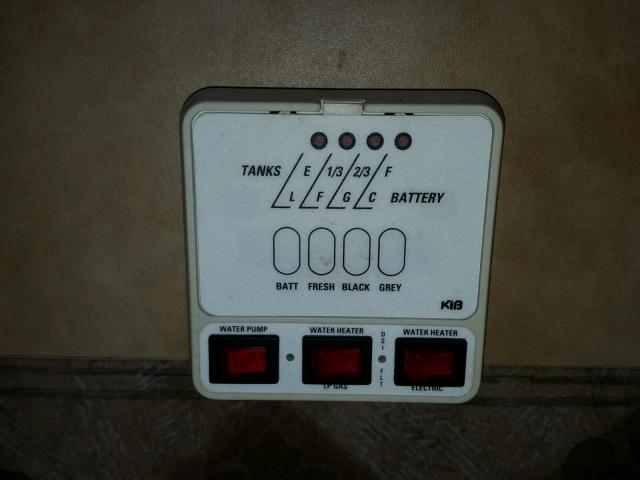 TANKS E 1/3 2/3 F
L F G C BATTERY
BATT FRESH BLACK GREY
KIB
WATER PUMP WATER HEATER DSI FLT WATER HEATER
LP GAS ELECTRIC